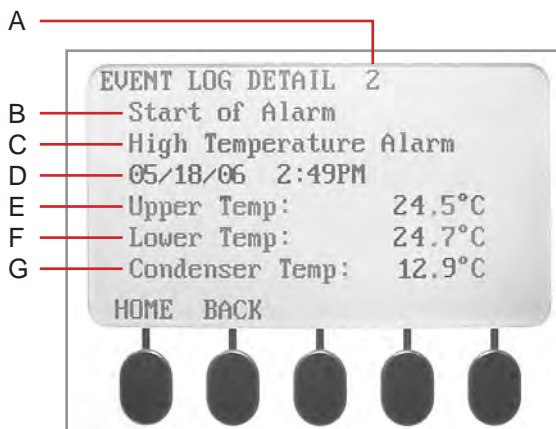 A
EVENT LOG DETAIL 2
B Start of Alarm
C High Temperature Alarm
D 05/18/06 2:49PM
E Upper Temp: 24.5°C
F Lower Temp: 24.7°C
G Condenser Temp: 12.9°C
HOME BACK